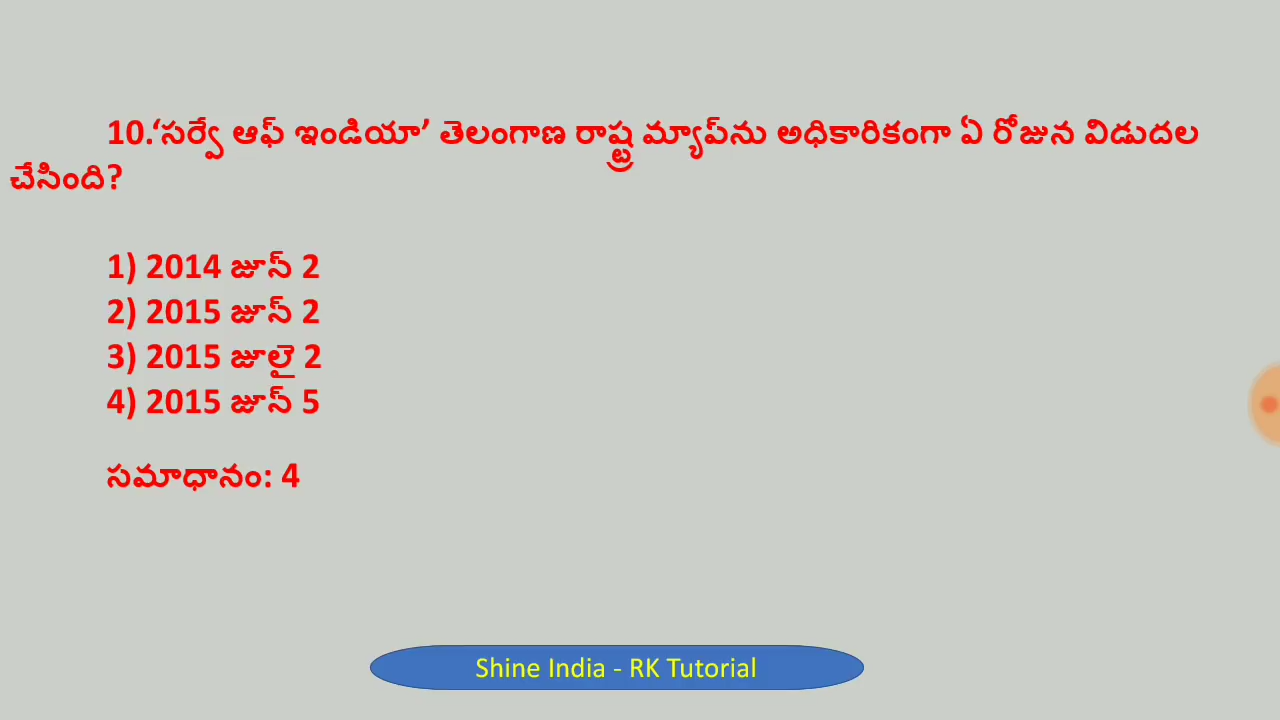 10.‘సర్వే ఆఫ్ ఇండియా’ తెలంగాణ రాష్ట్ర మ్యాప్‌ను అధికారికంగా ఏ రోజున విడుదల
చేసింది?
1) 2014 జూన్ 2
2) 2015 జూన్ 2
3) 2015 జూలై 2
4) 2015 జూన్ 5
సమాధానం: 4
Shine India - RK Tutorial